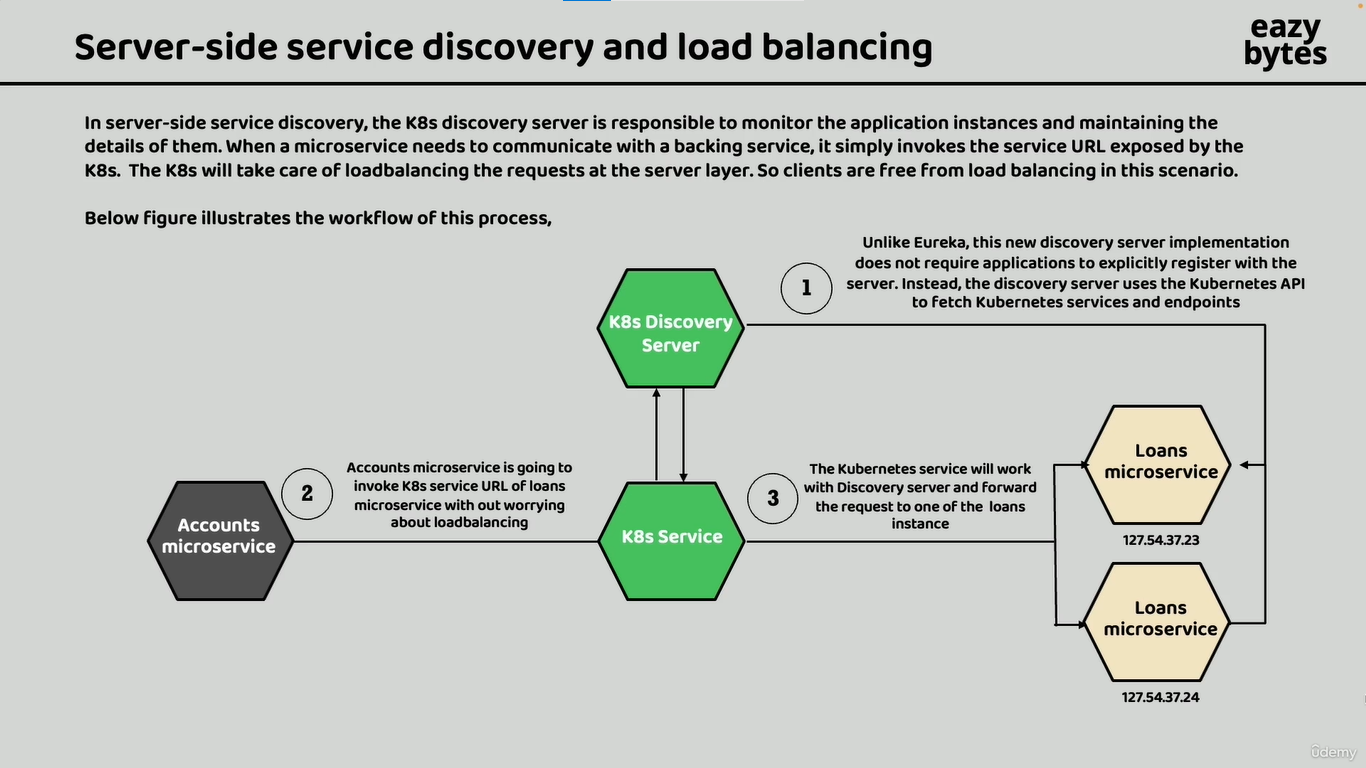 Server-side service discovery and load balancing
eazy
bytes
In server-side service discovery, the K8s discovery server is responsible to monitor the application instances and maintaining the
details of them. When a microservice needs to communicate with a backing service, it simply invokes the service URL exposed by the
K8s. The K8s will take care of loadbalancing the requests at the server layer. So clients are free from load balancing in this scenario.
Below figure illustrates the workflow of this process,
Unlike Eureka, this new discovery server implementation
does not require applications to explicitly register with the
server. Instead, the discovery server uses the Kubernetes API
to fetch Kubernetes services and endpoints
1
K8s Discovery
Server
Accounts microservice is going to
invoke K8s service URL of loans
microservice with out worrying
about loadbalancing
2
The Kubernetes service will work
with Discovery server and forward
the request to one of the loans
instance
3
Accounts
microservice
K8s Service
Loans
microservice
127.54.37.23
Loans
microservice
127.54.37.24
ûdemy